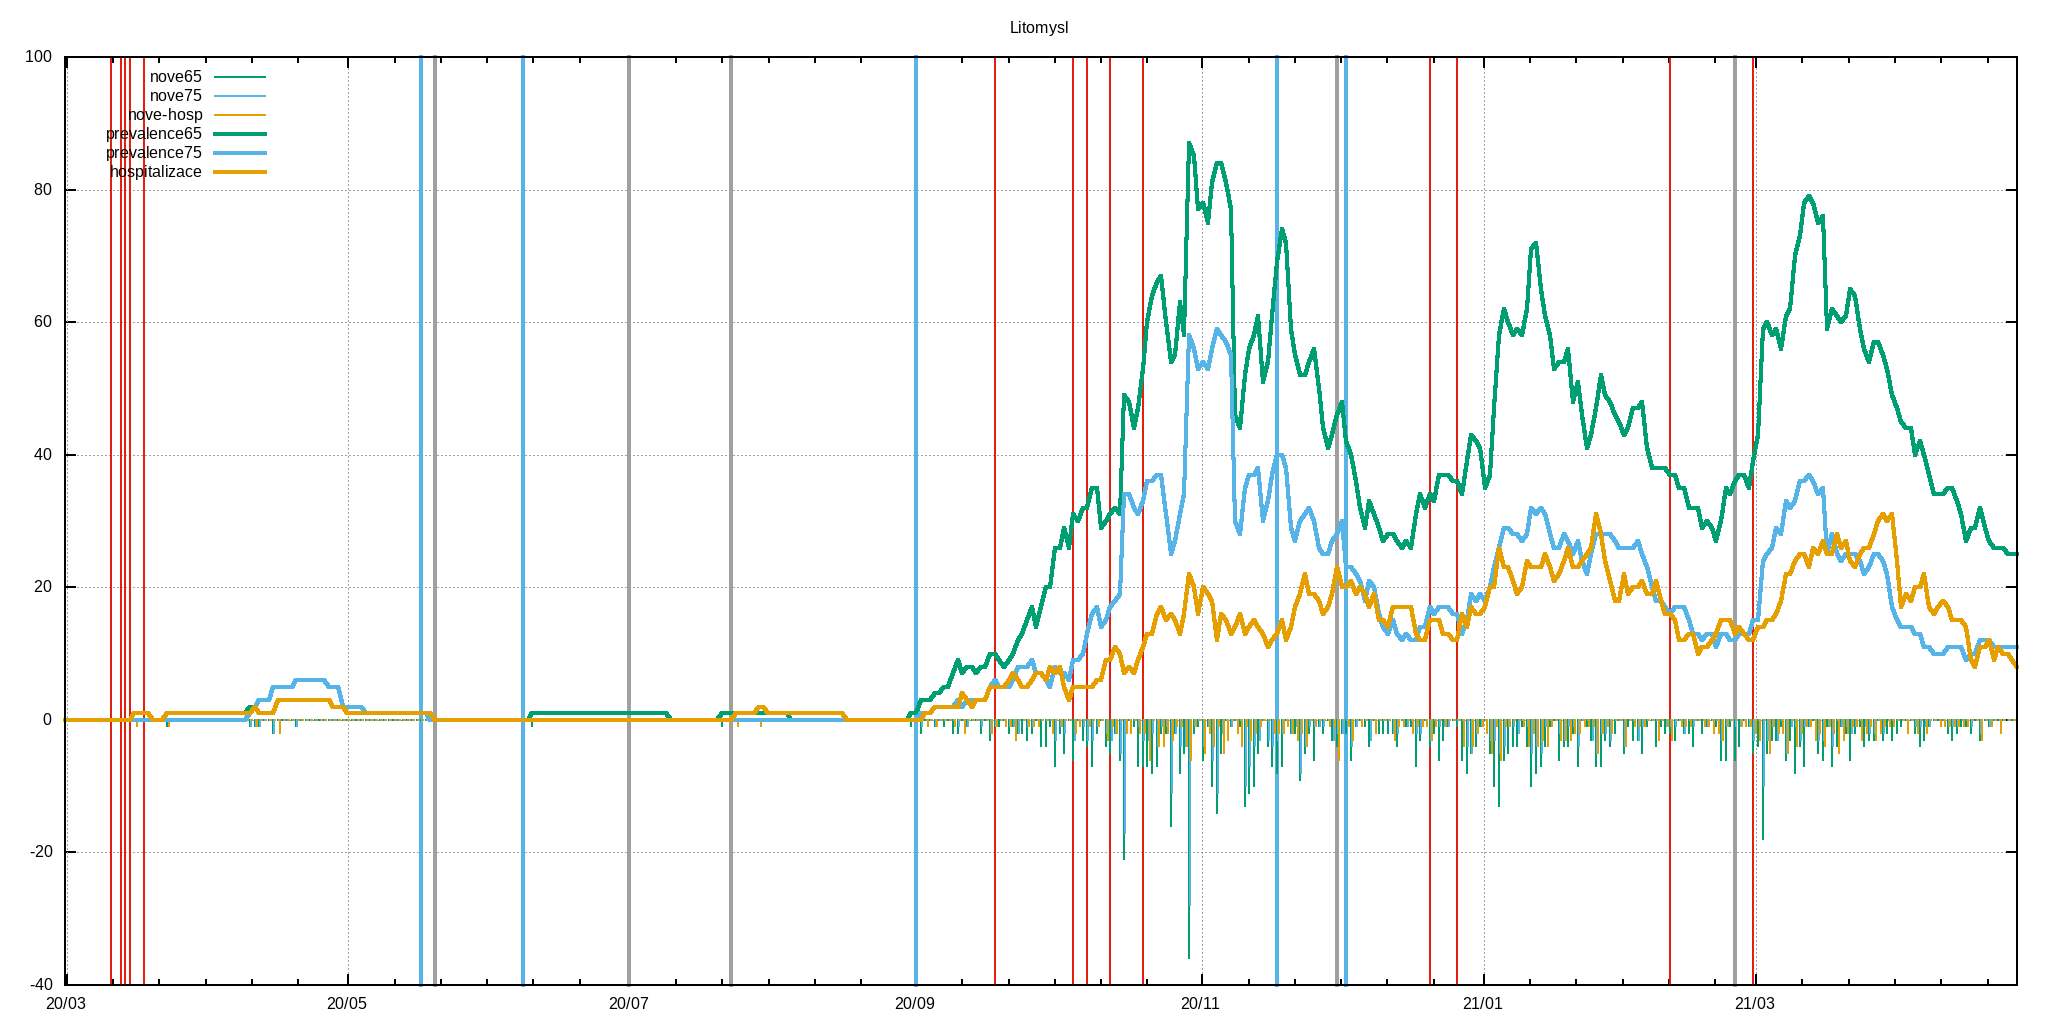 Litomysl
100
80
60
40
20
0
-20
-40
nove65
nove75
nove-hosp
prevalence65
prevalence75
hospitalizace
20/03 20/05 20/07 20/09 20/11 21/01 21/03